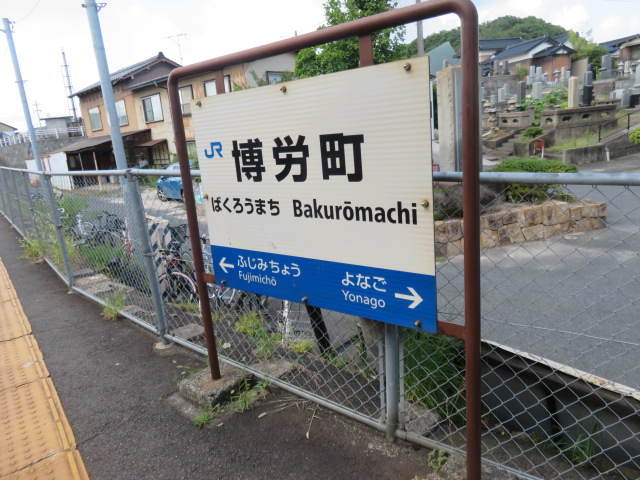 JR 博労町
ばくろうまち Bakurōmachi
← ふじみちょう よなご →
Fujimichō Yonago